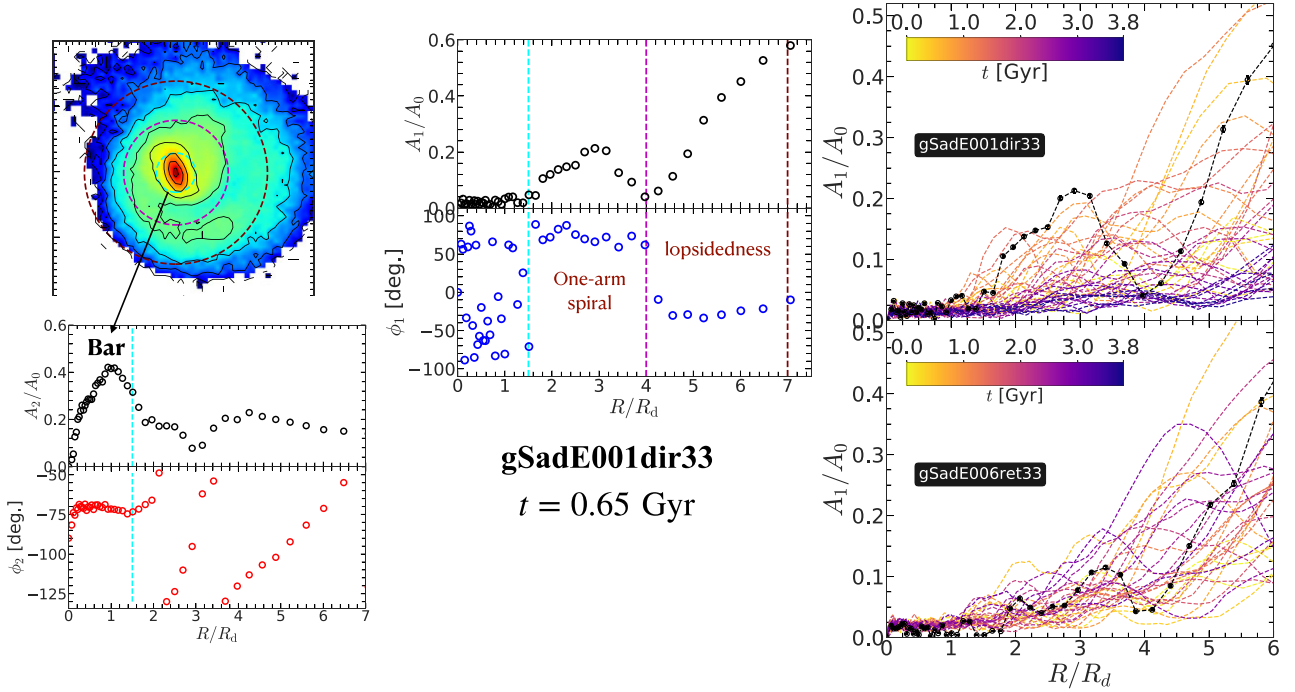 Bar
0.6
0.4
0.2
0.0
A₂/A₀
−50
−75
−100
−125
ϕ₂ [deg.]
0 1 2 3 4 5 6 7
R/R_d
0.6
0.4
0.2
0.0
A₁/A₀
100
50
0
−50
−100
ϕ₁ [deg.]
lopsidedness
One-arm
spiral
0 1 2 3 4 5 6 7
R/R_d
gSadE001dir33
t = 0.65 Gyr
0.0 1.0 2.0 3.0 3.8
t [Gyr]
0.5
0.4
0.3
0.2
0.1
0.0
A₁/A₀
gSadE001dir33
0.0 1.0 2.0 3.0 3.8
t [Gyr]
0.4
0.3
0.2
0.1
0.0
A₁/A₀
gSadE006ret33
0 1 2 3 4 5 6
R/R_d